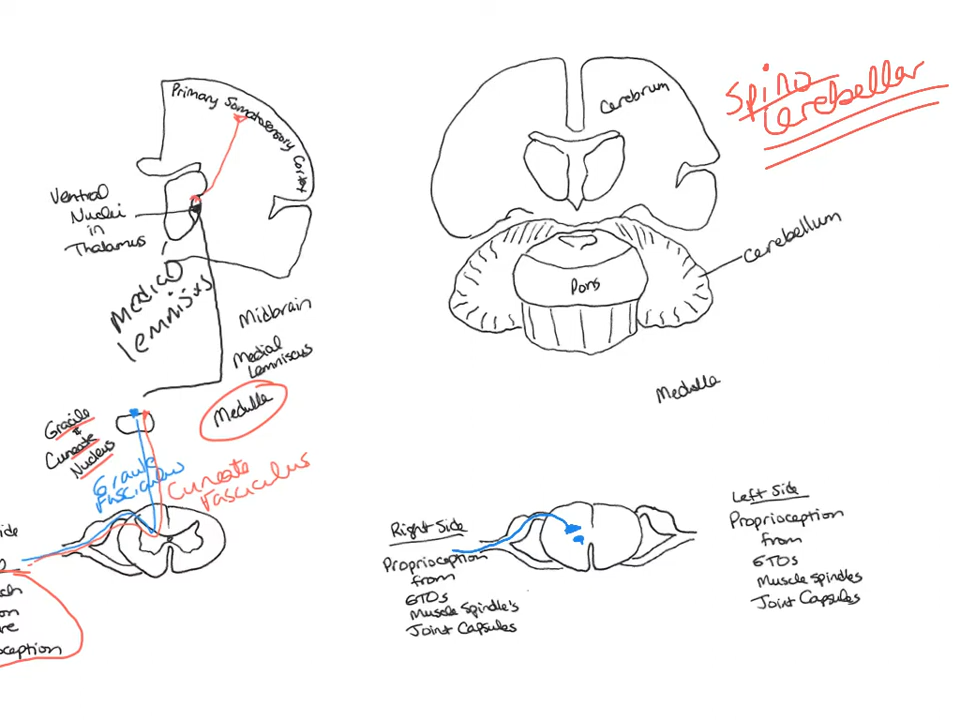 Primary Somatosensory Cortex
Ventral
Nuclei
in
Thalamus
Medial
Lemniscus
Midbrain
Medial
Lemniscus
Medulla
Gracile
&
Cuneate
Nucleus
Fasciculus
Cuneate
Fasciculus
ception
Cerebrum
Spino
Cerebellar
Cerebellum
Pons
Medulla
Right Side
Proprioception
from
GTOs
Muscle Spindle's
Joint Capsules
Left Side
Proprioception
from
GTOs
Muscle Spindles
Joint Capsules